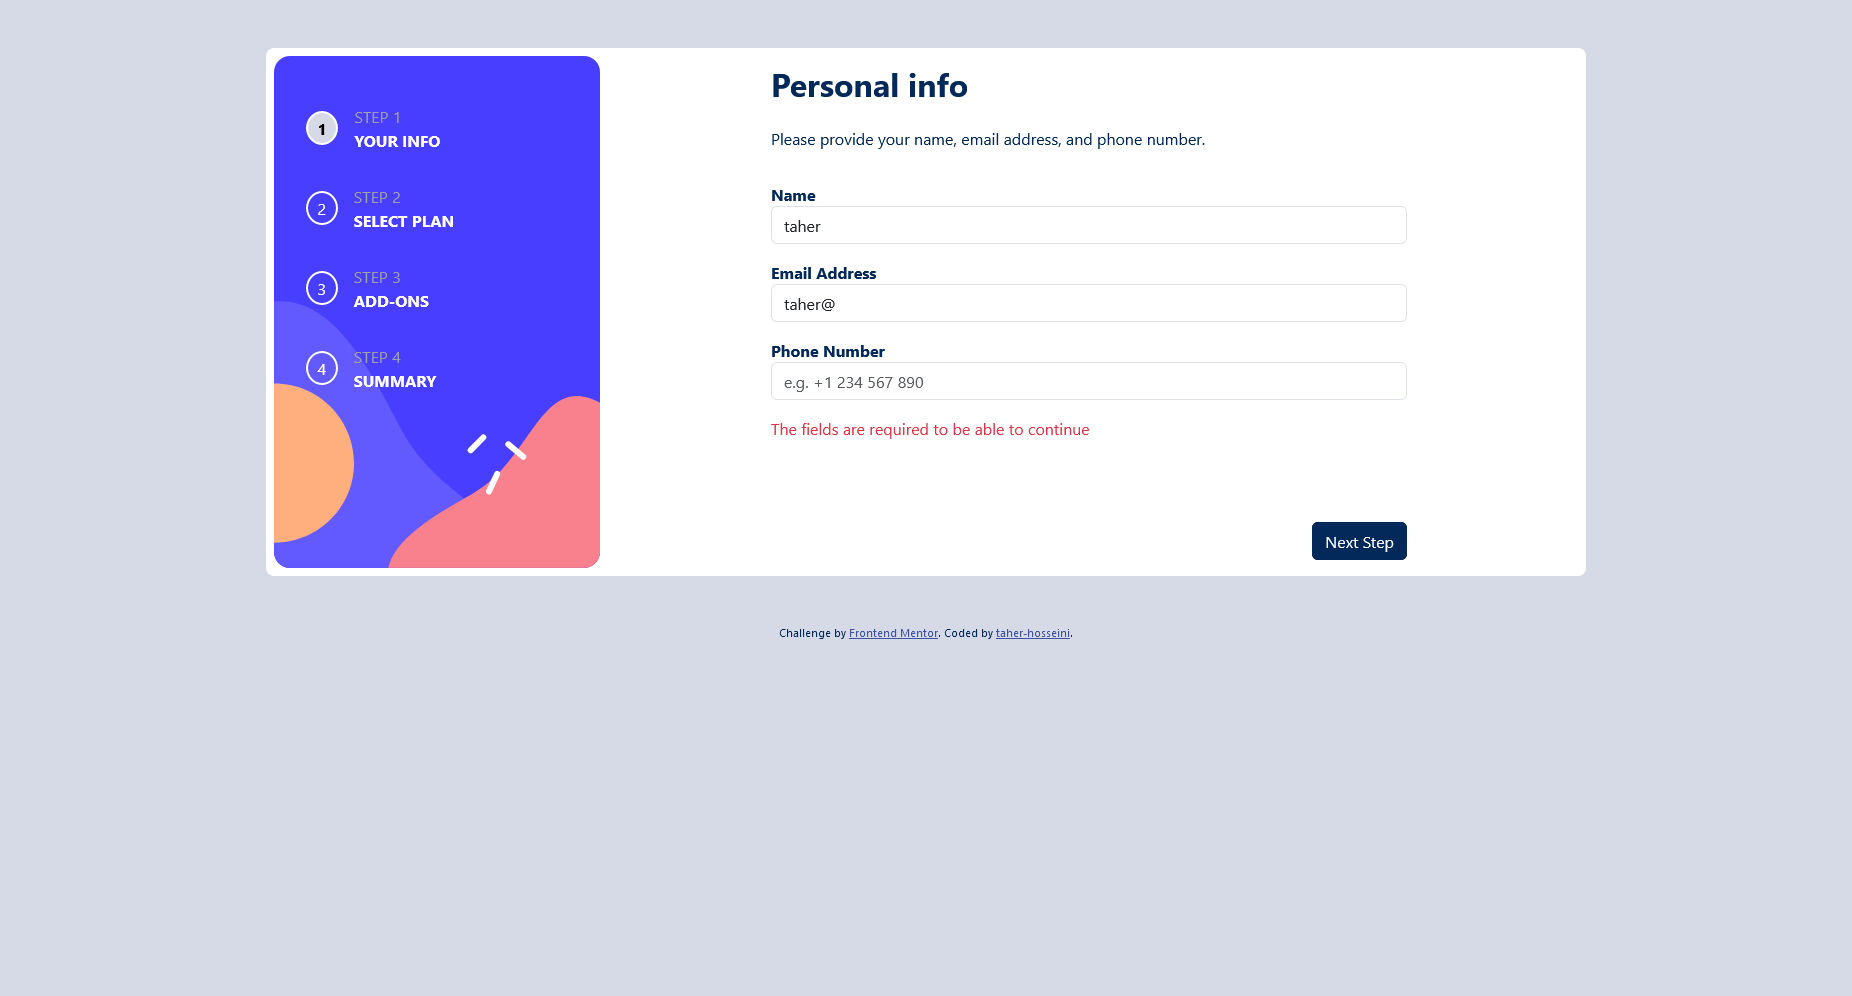 1
STEP 1
YOUR INFO
2
STEP 2
SELECT PLAN
3
STEP 3
ADD-ONS
4
STEP 4
SUMMARY
Personal info
Please provide your name, email address, and phone number.
Name
taher
Email Address
taher@
Phone Number
e.g. +1 234 567 890
The fields are required to be able to continue
Next Step
Challenge by Frontend Mentor. Coded by taher-hosseini.